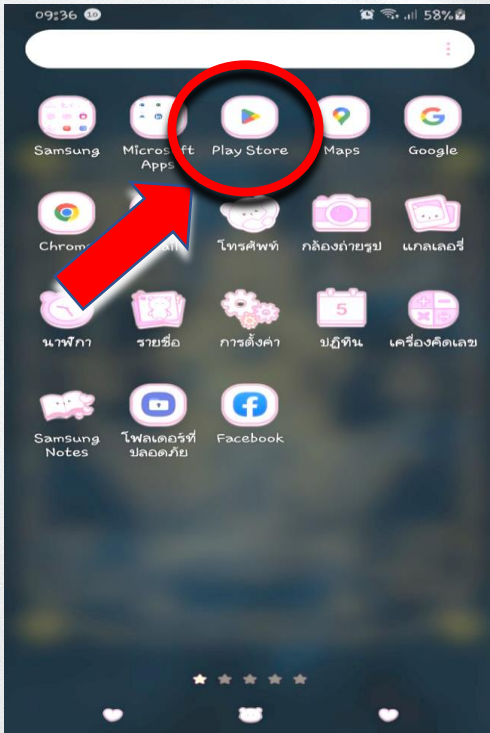 09:36 10 58%
Samsung Microsoft Apps Play Store Maps Google
Chrome โทรศัพท์ กล้องถ่ายรูป แกลเลอรี่
5
นาฬิกา รายชื่อ การตั้งค่า ปฏิทิน เครื่องคิดเลข
Samsung Notes โฟลเดอร์ที่ปลอดภัย Facebook